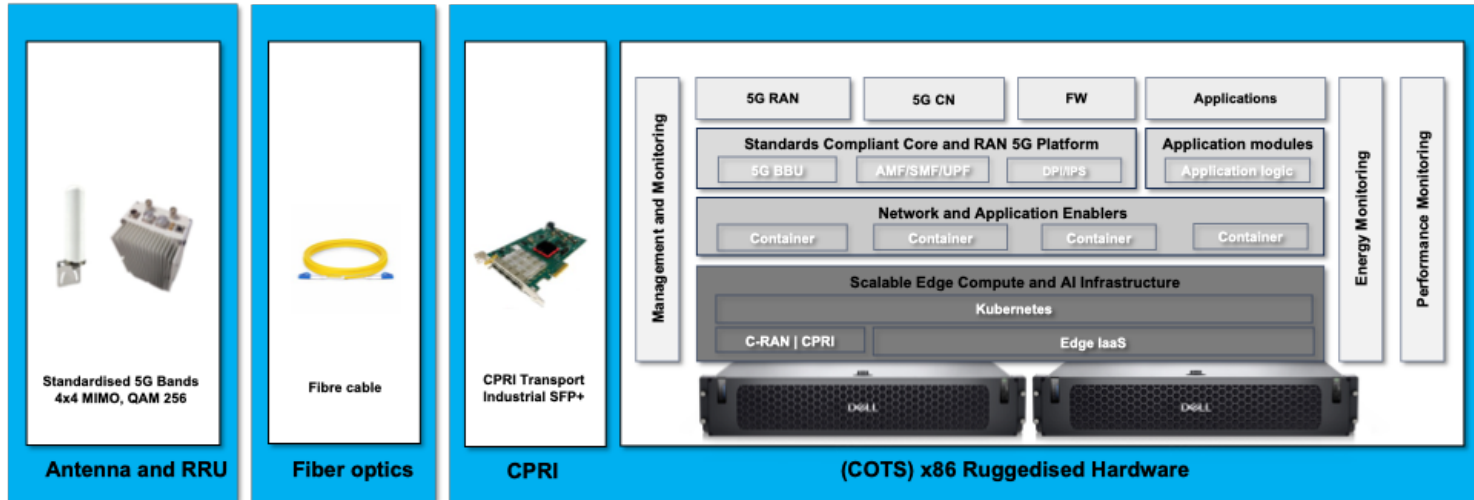 Standardised 5G Bands
4x4 MIMO, QAM 256
Antenna and RRU
Fibre cable
Fiber optics
CPRI Transport
Industrial SFP+
CPRI
Management and Monitoring
5G RAN
5G CN
FW
Applications
Standards Compliant Core and RAN 5G Platform
5G BBU
AMF/SMF/UPF
DPI/IPS
Application modules
Application logic
Network and Application Enablers
Container
Container
Container
Container
Scalable Edge Compute and AI Infrastructure
Kubernetes
C-RAN | CPRI
Edge IaaS
DELL
DELL
Energy Monitoring
Performance Monitoring
(COTS) x86 Ruggedised Hardware